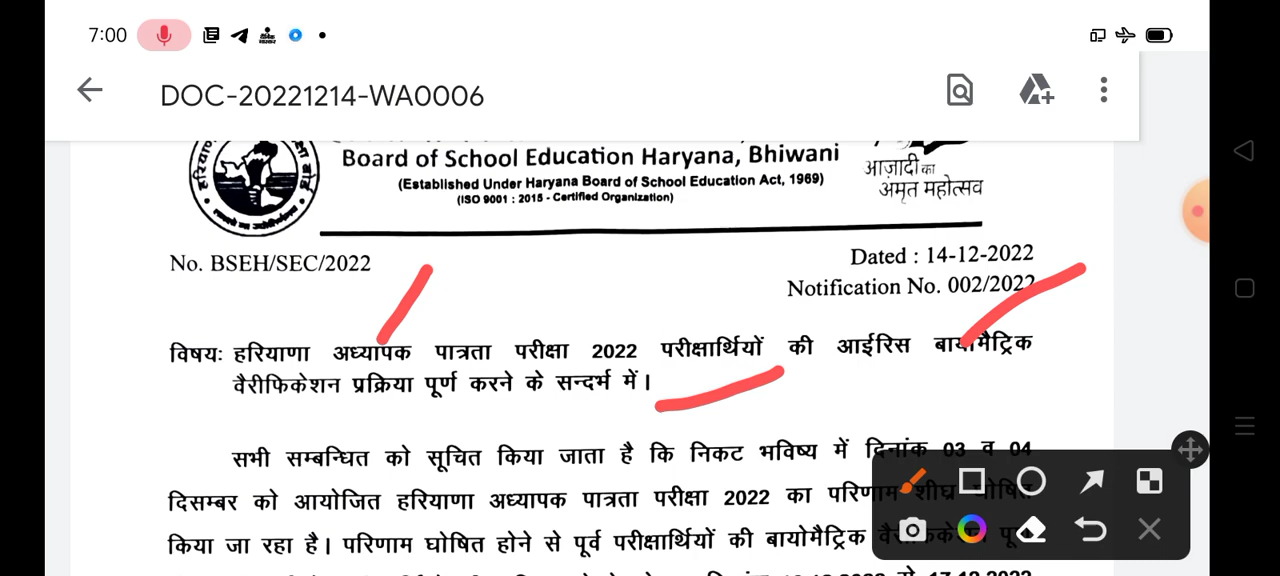 7:00
DOC-20221214-WA0006
Board of School Education Haryana, Bhiwani
(Established Under Haryana Board of School Education Act, 1969)
(ISO 9001 : 2015 - Certified Organization)
आज़ादी का
अमृत महोत्सव
No. BSEH/SEC/2022
Dated : 14-12-2022
Notification No. 002/2022
विषयः हरियाणा अध्यापक पात्रता परीक्षा 2022 परीक्षार्थियों की आईरिस बायोमैट्रिक
वैरीफिकेशन प्रक्रिया पूर्ण करने के सन्दर्भ में।
सभी सम्बन्धित को सूचित किया जाता है कि निकट भविष्य में दिनांक 03 व 04
दिसम्बर को आयोजित हरियाणा अध्यापक पात्रता परीक्षा 2022 का परिणाम शीघ्र घोषित
किया जा रहा है। परिणाम घोषित होने से पूर्व परीक्षार्थियों की बायोमैट्रिक